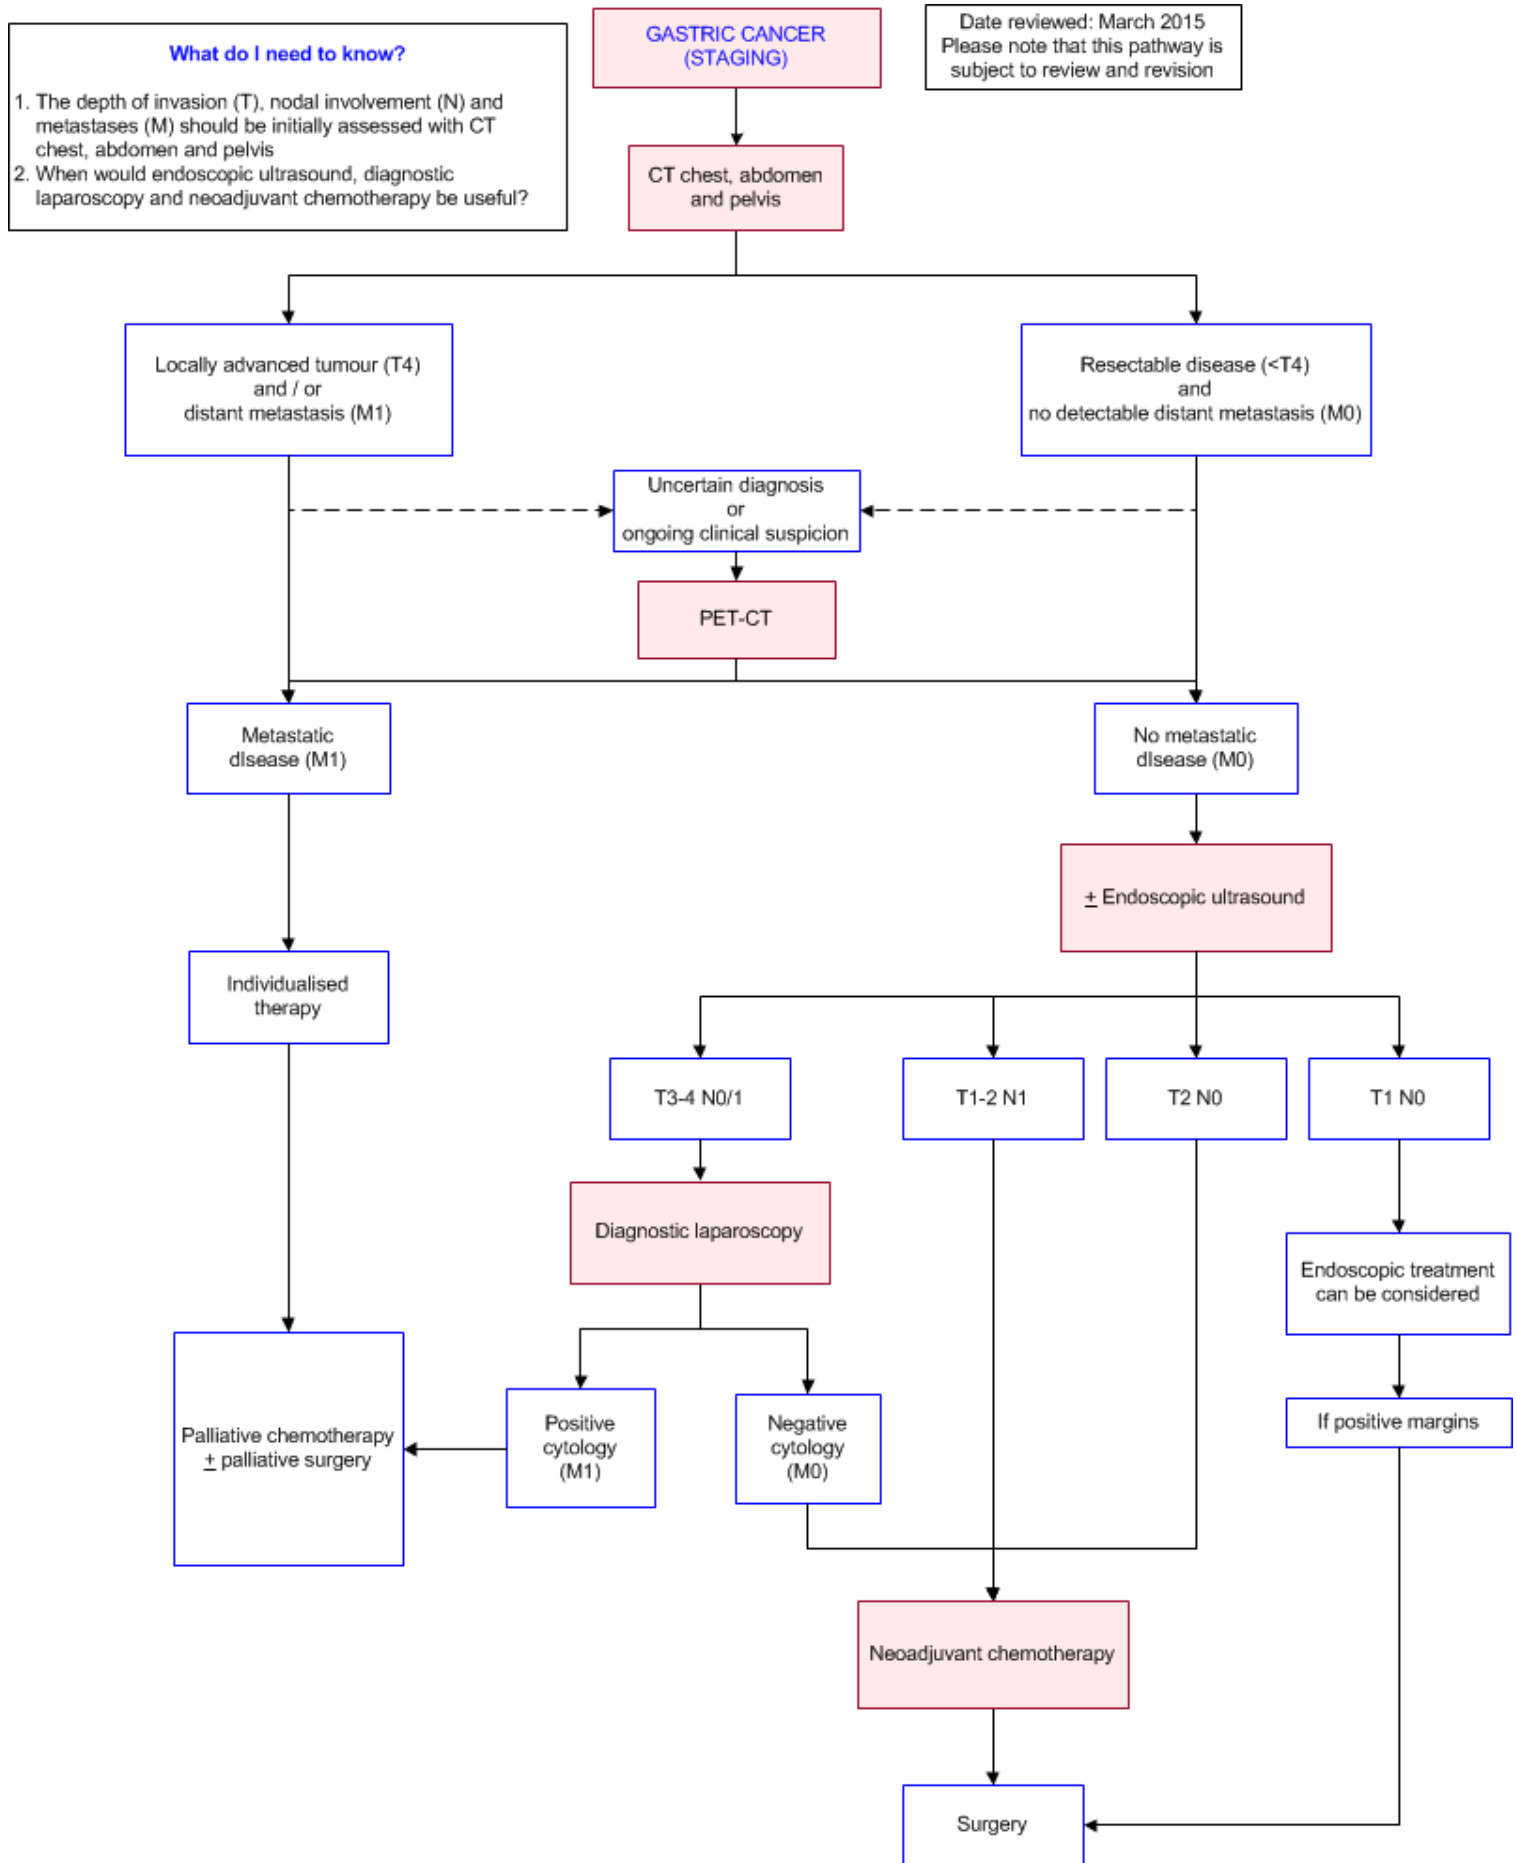 What do I need to know?
1. The depth of invasion (T), nodal involvement (N) and
metastases (M) should be initially assessed with CT
chest, abdomen and pelvis
2. When would endoscopic ultrasound, diagnostic
laparoscopy and neoadjuvant chemotherapy be useful?
GASTRIC CANCER
(STAGING)
Date reviewed: March 2015
Please note that this pathway is
subject to review and revision
CT chest, abdomen
and pelvis
Locally advanced tumour (T4)
and / or
distant metastasis (M1)
Resectable disease (<T4)
and
no detectable distant metastasis (M0)
Uncertain diagnosis
or
ongoing clinical suspicion
PET-CT
Metastatic
dIsease (M1)
No metastatic
dIsease (M0)
± Endoscopic ultrasound
Individualised
therapy
T3-4 N0/1
T1-2 N1
T2 N0
T1 N0
Diagnostic laparoscopy
Endoscopic treatment
can be considered
Palliative chemotherapy
± palliative surgery
Positive
cytology
(M1)
Negative
cytology
(M0)
If positive margins
Neoadjuvant chemotherapy
Surgery